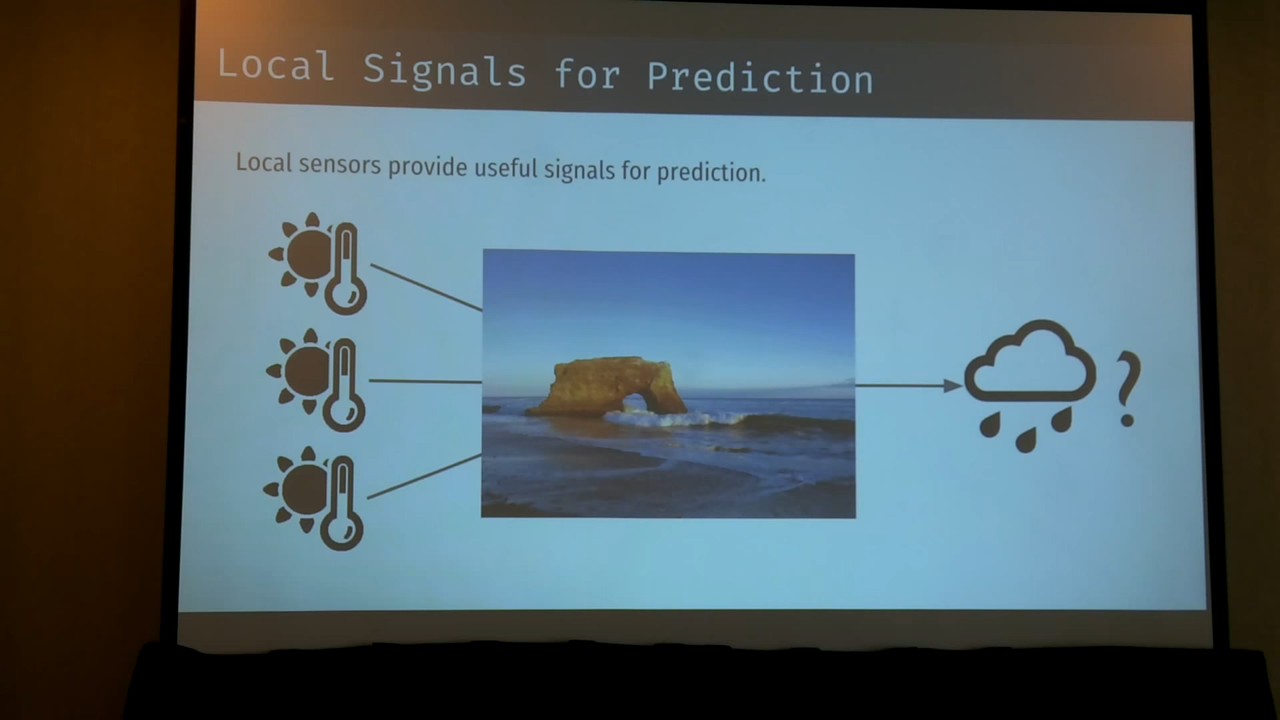 Local Signals for Prediction
Local sensors provide useful signals for prediction.
?